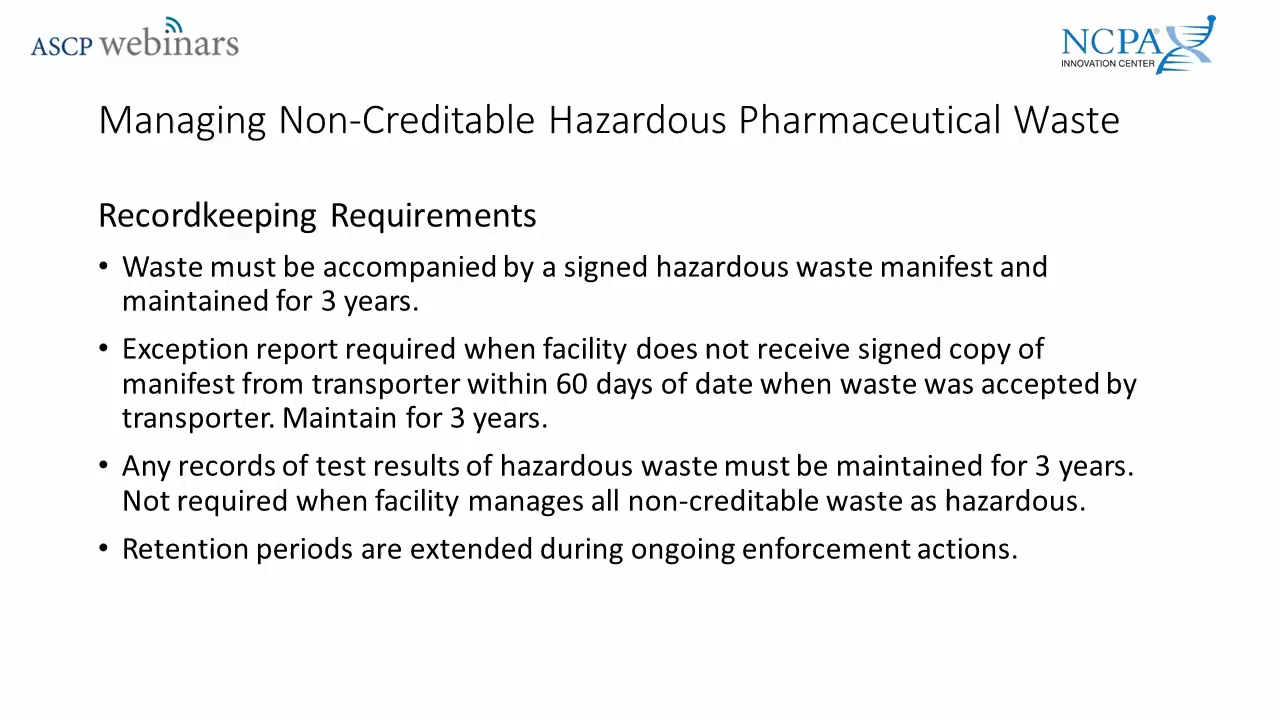 ASCP webinars
NCPA
INNOVATION CENTER
Managing Non-Creditable Hazardous Pharmaceutical Waste
Recordkeeping Requirements
• Waste must be accompanied by a signed hazardous waste manifest and
maintained for 3 years.
• Exception report required when facility does not receive signed copy of
manifest from transporter within 60 days of date when waste was accepted by
transporter. Maintain for 3 years.
• Any records of test results of hazardous waste must be maintained for 3 years.
Not required when facility manages all non-creditable waste as hazardous.
• Retention periods are extended during ongoing enforcement actions.